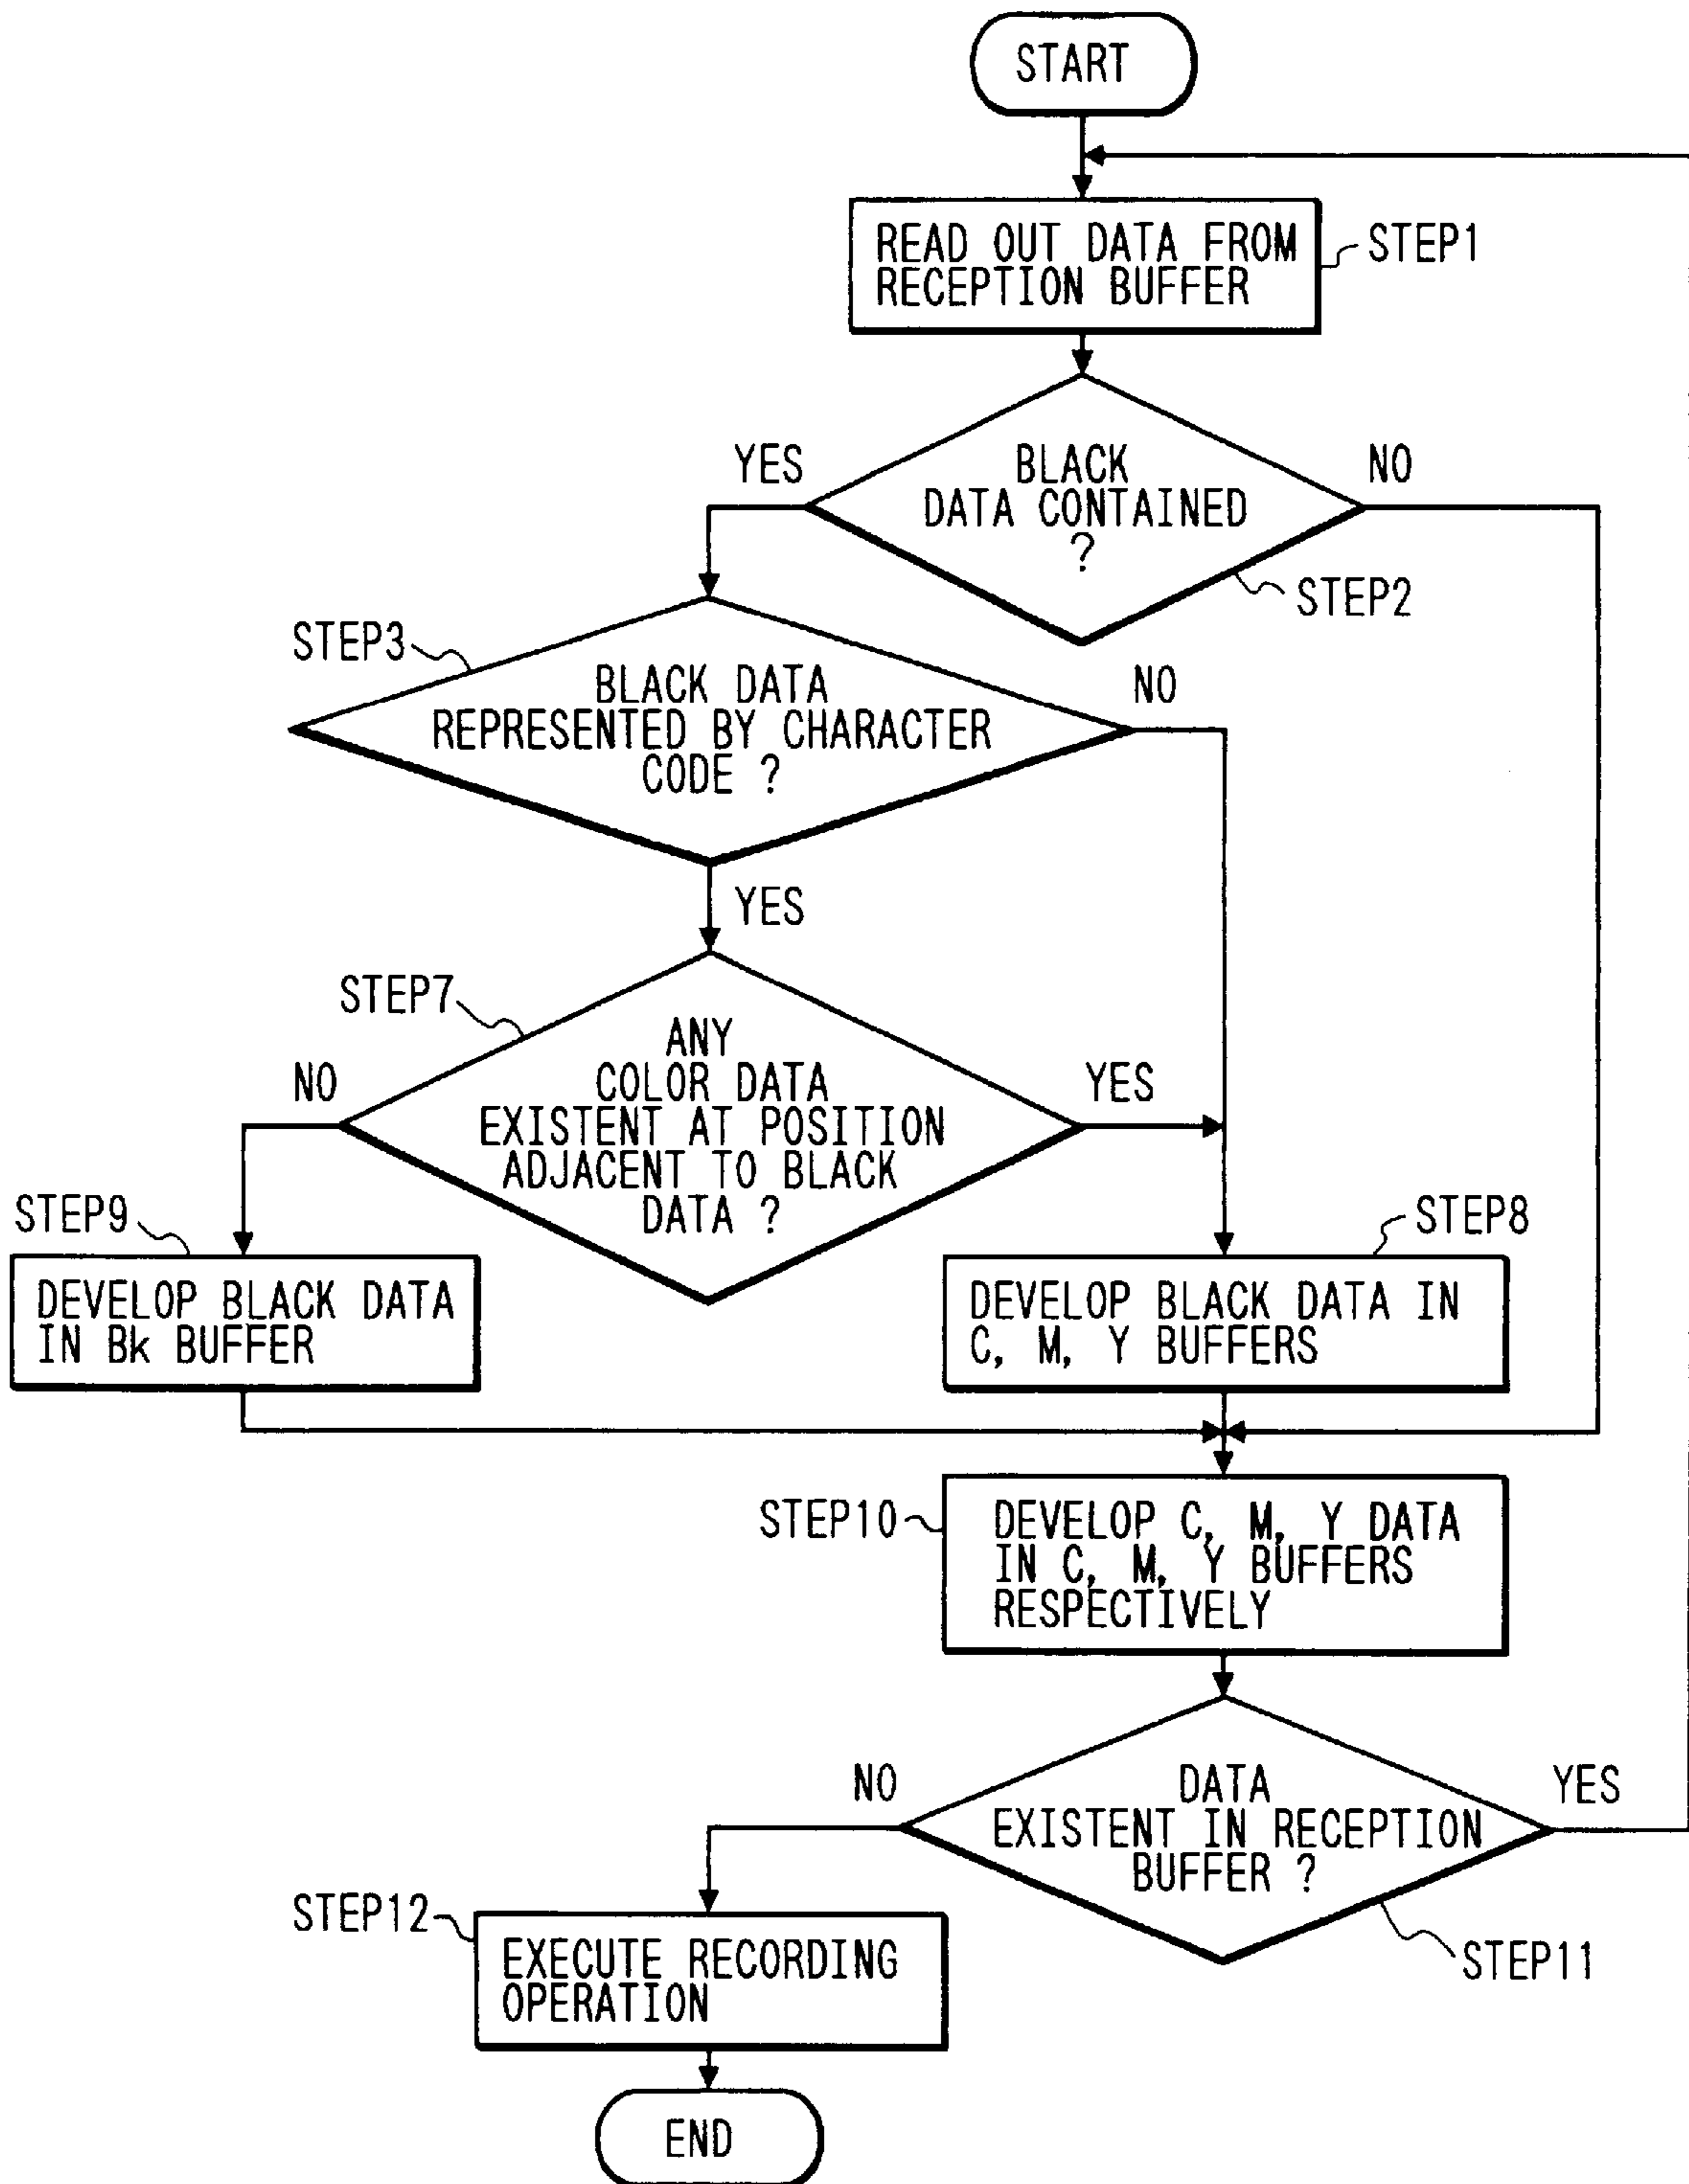 START
READ OUT DATA FROM
RECEPTION BUFFER
STEP1
YES
BLACK
DATA CONTAINED
?
NO
STEP2
STEP3
BLACK DATA
REPRESENTED BY CHARACTER
CODE ?
NO
YES
STEP7
ANY
COLOR DATA
EXISTENT AT POSITION
ADJACENT TO BLACK
DATA ?
NO
YES
STEP9
DEVELOP BLACK DATA
IN Bk BUFFER
STEP8
DEVELOP BLACK DATA IN
C, M, Y BUFFERS
STEP10
DEVELOP C, M, Y DATA
IN C, M, Y BUFFERS
RESPECTIVELY
NO
DATA
EXISTENT IN RECEPTION
BUFFER ?
YES
STEP11
STEP12
EXECUTE RECORDING
OPERATION
END